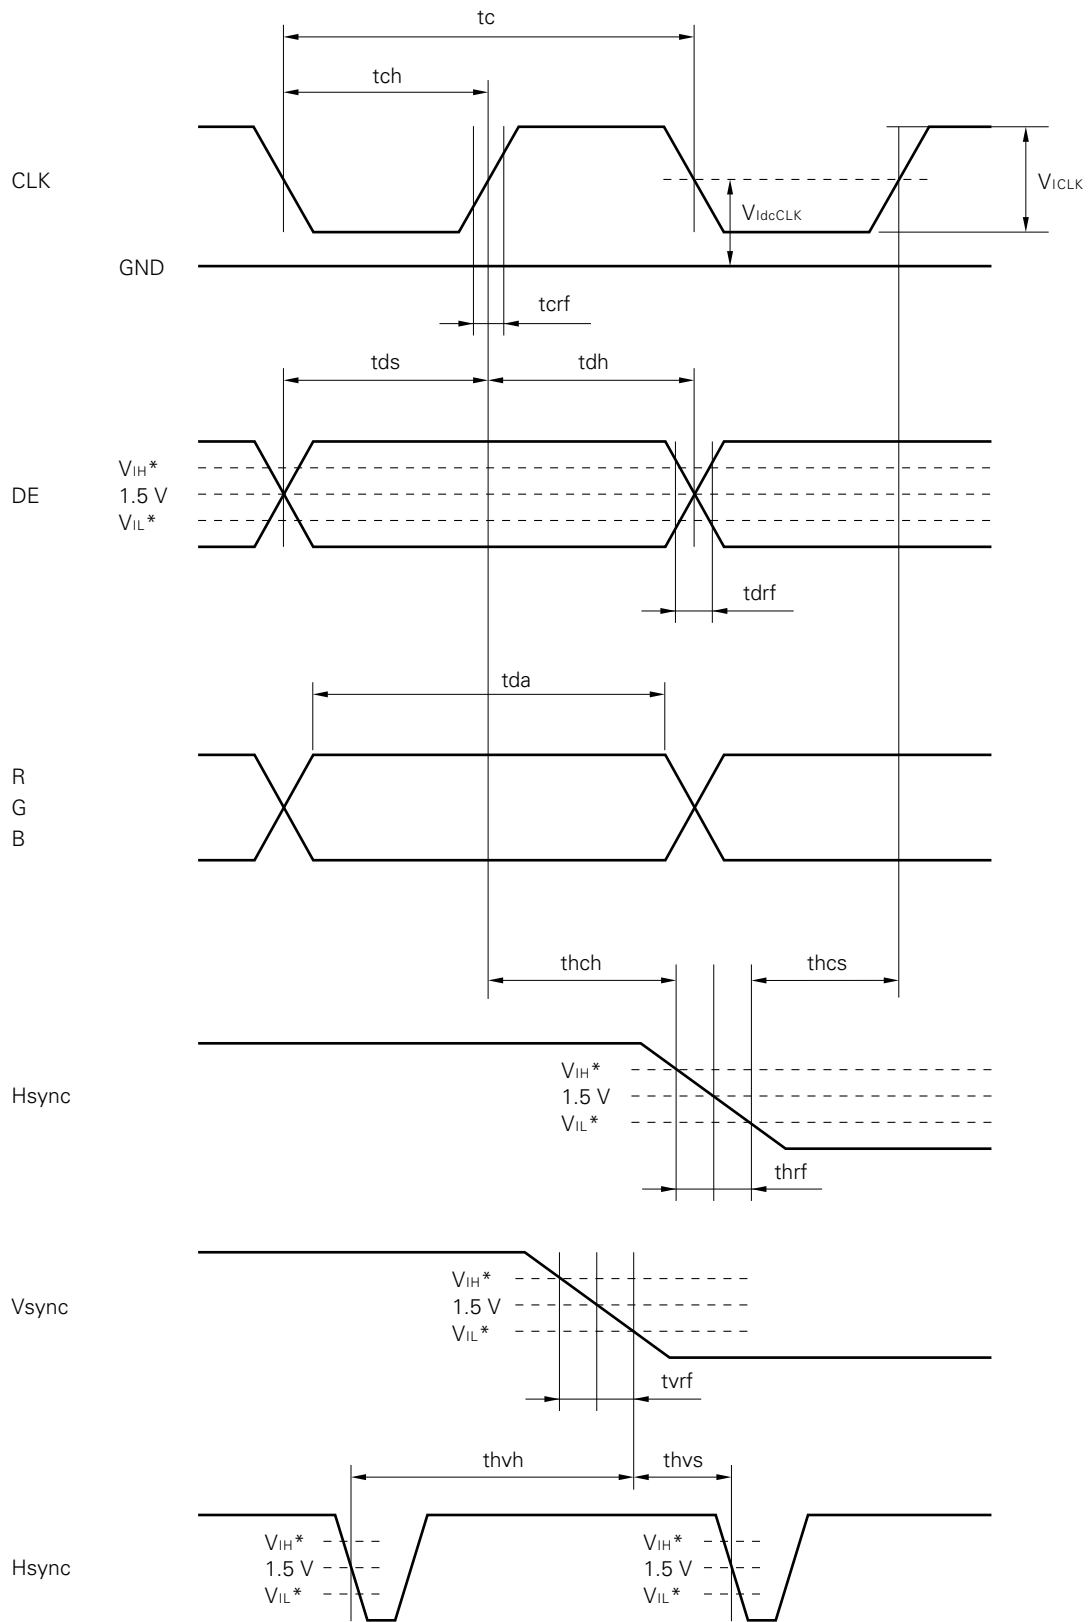 tc
tch
CLK
VICLK
VIdcCLK
GND
tcrf
tds
tdh
VIH*
DE
1.5 V
VIL*
tdrf
tda
R
G
B
thch
thcs
VIH*
Hsync
1.5 V
VIL*
thrf
VIH*
Vsync
1.5 V
VIL*
tvrf
thvh
thvs
VIH*
VIH*
Hsync
1.5 V
1.5 V
VIL*
VIL*